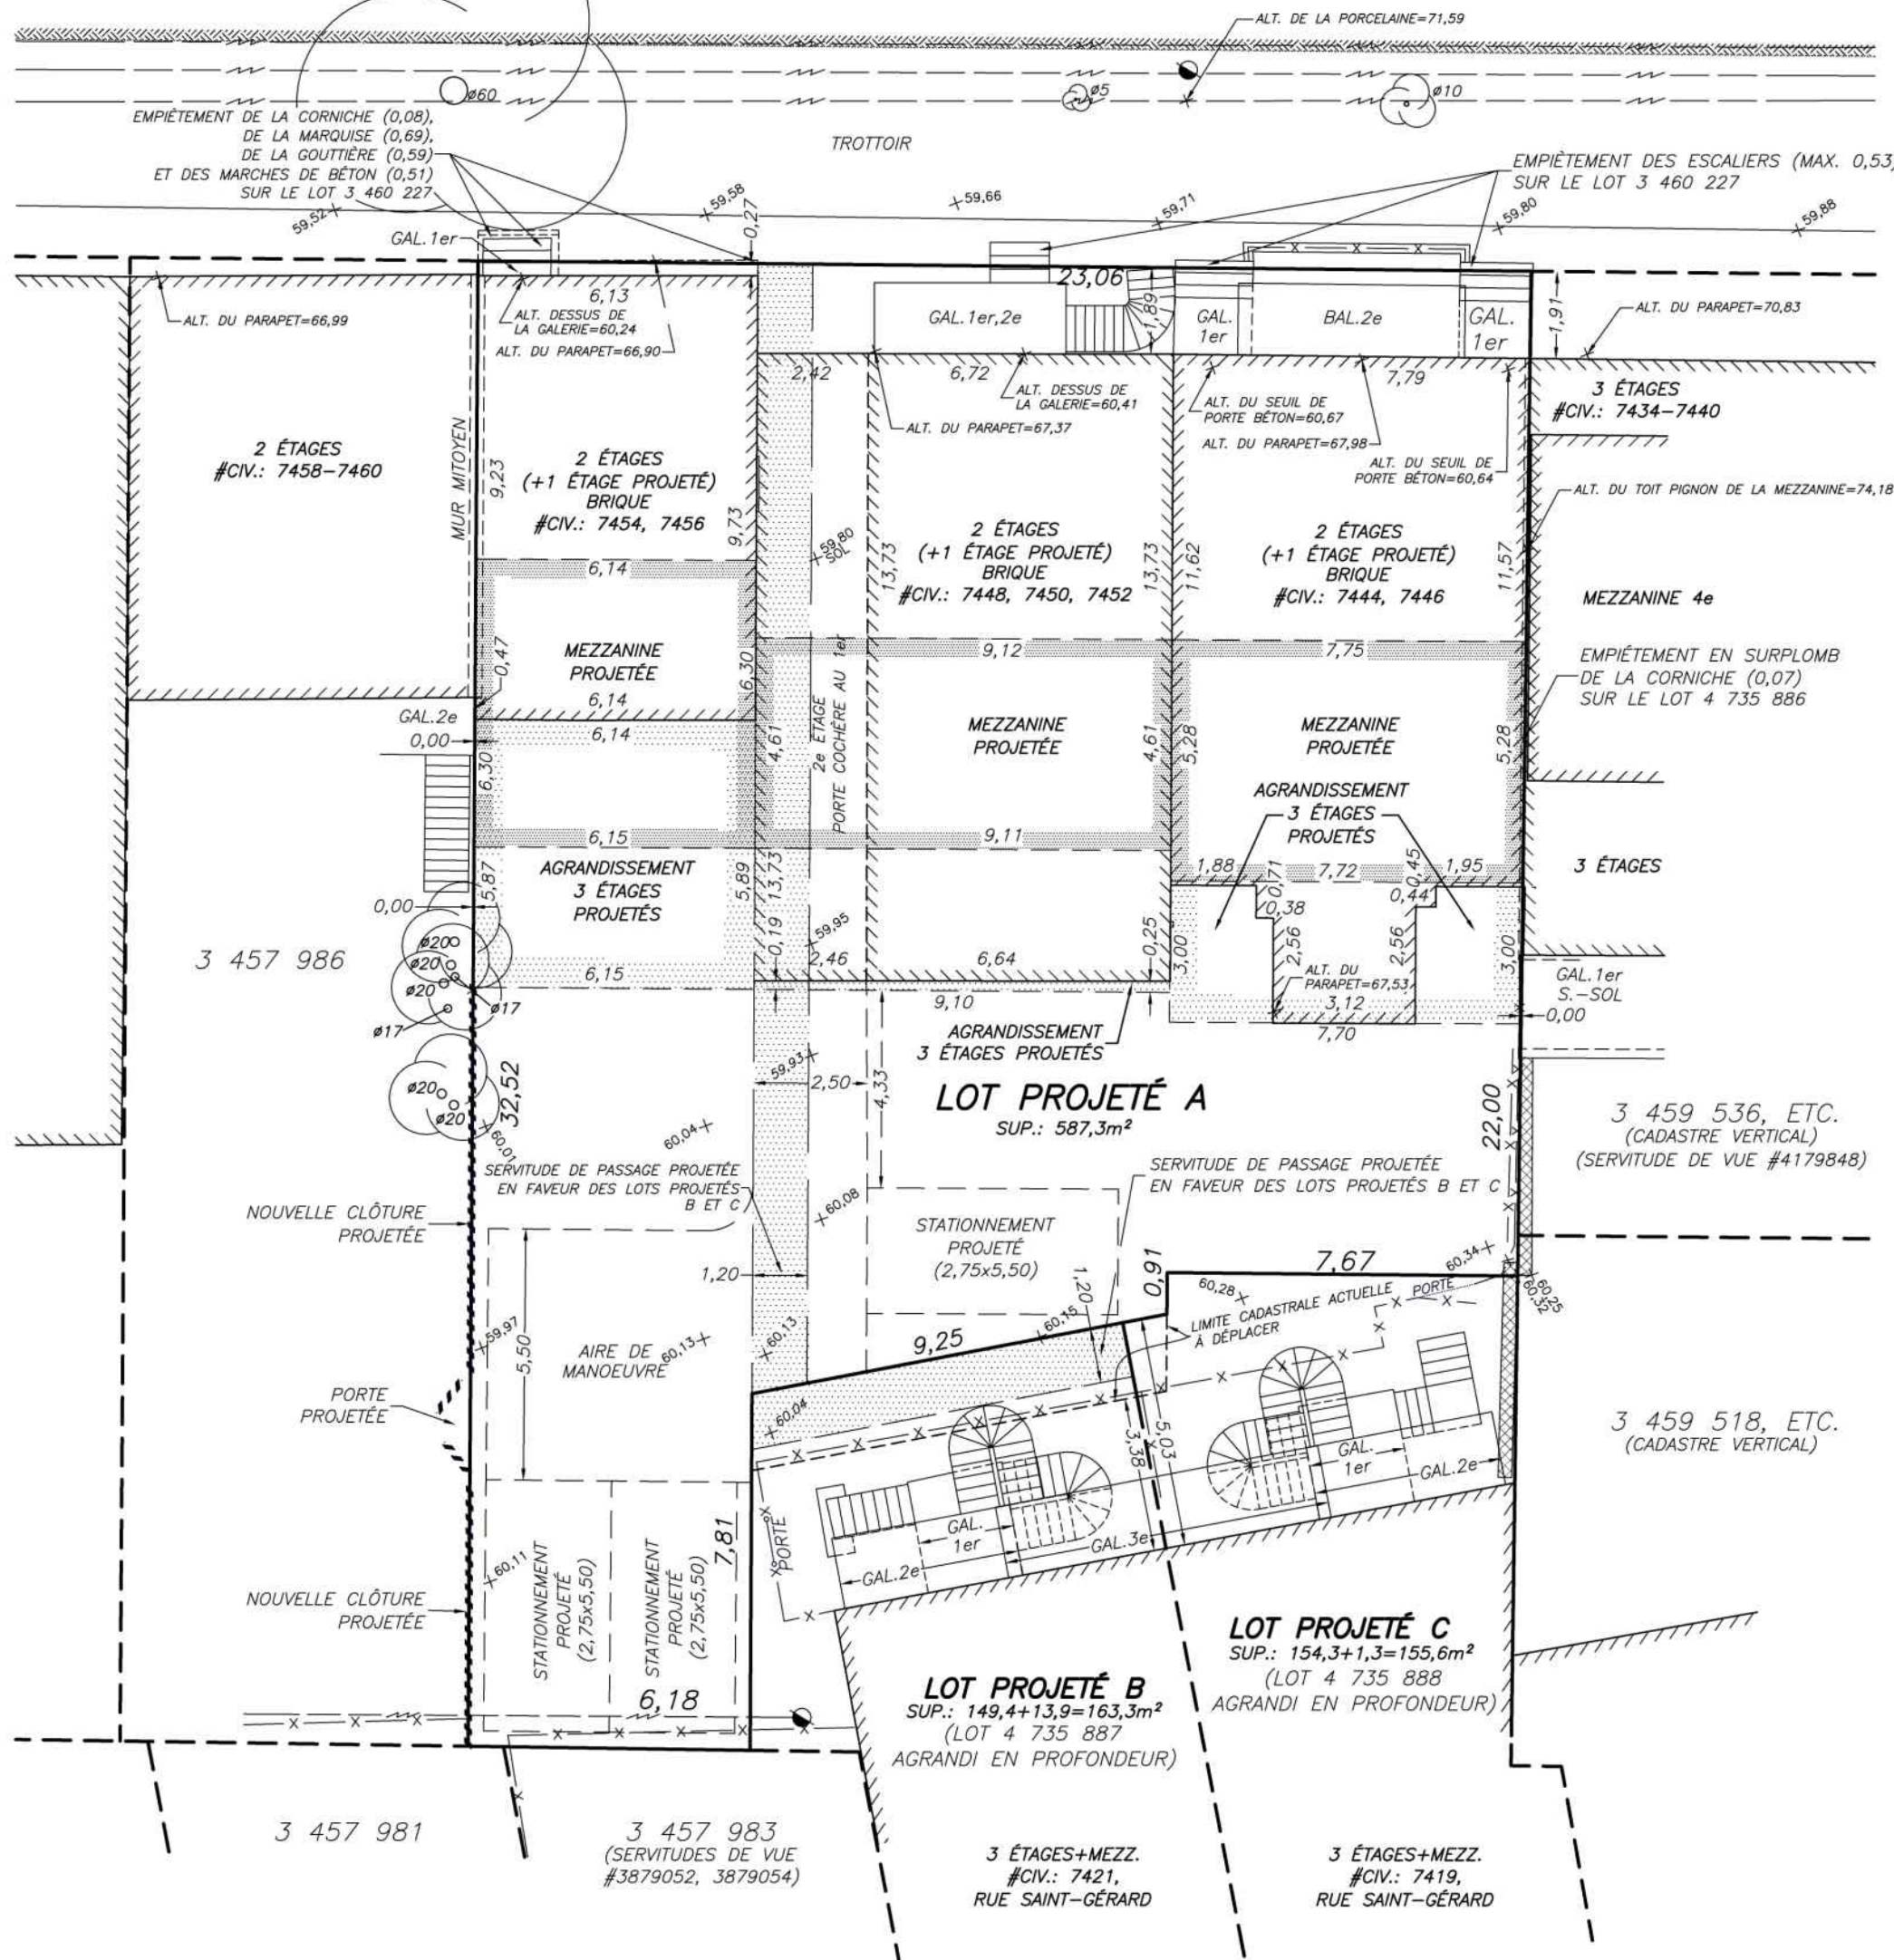 ALT. DE LA PORCELAINE=71,59
ø60
ø5
ø10
EMPIÈTEMENT DE LA CORNICHE (0,08),
DE LA MARQUISE (0,69),
DE LA GOUTTIÈRE (0,59)
ET DES MARCHES DE BÉTON (0,51)
SUR LE LOT 3 460 227
TROTTOIR
EMPIÈTEMENT DES ESCALIERS (MAX. 0,53)
SUR LE LOT 3 460 227
59,52
59,58
59,66
59,71
59,80
59,88
0,27
GAL.1er
23,06
6,13
1,89
1,91
ALT. DU PARAPET=66,99
ALT. DESSUS DE
LA GALERIE=60,24
ALT. DU PARAPET=66,90
GAL.1er,2e
GAL.
1er
BAL.2e
GAL.
1er
ALT. DU PARAPET=70,83
2,42
6,72
7,79
ALT. DESSUS DE
LA GALERIE=60,41
ALT. DU PARAPET=67,37
ALT. DU SEUIL DE
PORTE BÉTON=60,67
ALT. DU PARAPET=67,98
ALT. DU SEUIL DE
PORTE BÉTON=60,64
3 ÉTAGES
#CIV.: 7434-7440
ALT. DU TOIT PIGNON DE LA MEZZANINE=74,18
2 ÉTAGES
#CIV.: 7458-7460
MUR MITOYEN
9,23
2 ÉTAGES
(+1 ÉTAGE PROJETÉ)
BRIQUE
#CIV.: 7454, 7456
9,73
59,80
SOL
13,73
2 ÉTAGES
(+1 ÉTAGE PROJETÉ)
BRIQUE
#CIV.: 7448, 7450, 7452
13,73
11,62
2 ÉTAGES
(+1 ÉTAGE PROJETÉ)
BRIQUE
#CIV.: 7444, 7446
11,57
MEZZANINE 4e
6,14
9,12
7,75
0,47
MEZZANINE
PROJETÉE
6,30
6,14
EMPIÉTEMENT EN SURPLOMB
DE LA CORNICHE (0,07)
SUR LE LOT 4 735 886
GAL.2e
0,00
6,14
4,61
2e ÉTAGE
PORTE COCHÈRE AU 1er
MEZZANINE
PROJETÉE
4,61
5,28
MEZZANINE
PROJETÉE
5,28
6,30
AGRANDISSEMENT
3 ÉTAGES
PROJETÉS
6,15
9,11
1,88
0,71
7,72
0,45
1,95
3 ÉTAGES
5,87
AGRANDISSEMENT
3 ÉTAGES
PROJETÉS
5,89
13,73
0,00
0,38
0,44
0,19
59,95
2,46
6,64
0,25
3,00
2,56
2,56
3,00
3 457 986
ø20
ø20
ø20
ø17
ø17
6,15
ALT. DU
PARAPET=67,53
3,12
7,70
GAL.1er
S.-SOL
0,00
9,10
AGRANDISSEMENT
3 ÉTAGES PROJETÉS
59,93
2,50
4,33
LOT PROJETÉ A
SUP.: 587,3m²
32,52
ø20
ø20
60,01
60,04
22,00
3 459 536, ETC.
(CADASTRE VERTICAL)
(SERVITUDE DE VUE #4179848)
SERVITUDE DE PASSAGE PROJETÉE
EN FAVEUR DES LOTS PROJETÉS
B ET C
SERVITUDE DE PASSAGE PROJETÉE
EN FAVEUR DES LOTS PROJETÉS B ET C
60,08
NOUVELLE CLÔTURE
PROJETÉE
STATIONNEMENT
PROJETÉ
(2,75x5,50)
1,20
1,20
0,91
7,67
60,34
60,25
60,32
60,28
LIMITE CADASTRALE ACTUELLE
À DÉPLACER
PORTE
59,97
5,50
AIRE DE
MANOEUVRE
60,13
60,13
60,15
9,25
PORTE
PROJETÉE
60,04
3,38
5,03
GAL.
1er
GAL.2e
3 459 518, ETC.
(CADASTRE VERTICAL)
60,11
STATIONNEMENT
PROJETÉ
(2,75x5,50)
STATIONNEMENT
PROJETÉ
(2,75x5,50)
7,81
PORTE
GAL.
1er
GAL.2e
GAL.3e
NOUVELLE CLÔTURE
PROJETÉE
6,18
LOT PROJETÉ C
SUP.: 154,3+1,3=155,6m²
(LOT 4 735 888
AGRANDI EN PROFONDEUR)
LOT PROJETÉ B
SUP.: 149,4+13,9=163,3m²
(LOT 4 735 887
AGRANDI EN PROFONDEUR)
3 457 981
3 457 983
(SERVITUDES DE VUE
#3879052, 3879054)
3 ÉTAGES+MEZZ.
#CIV.: 7421,
RUE SAINT-GÉRARD
3 ÉTAGES+MEZZ.
#CIV.: 7419,
RUE SAINT-GÉRARD